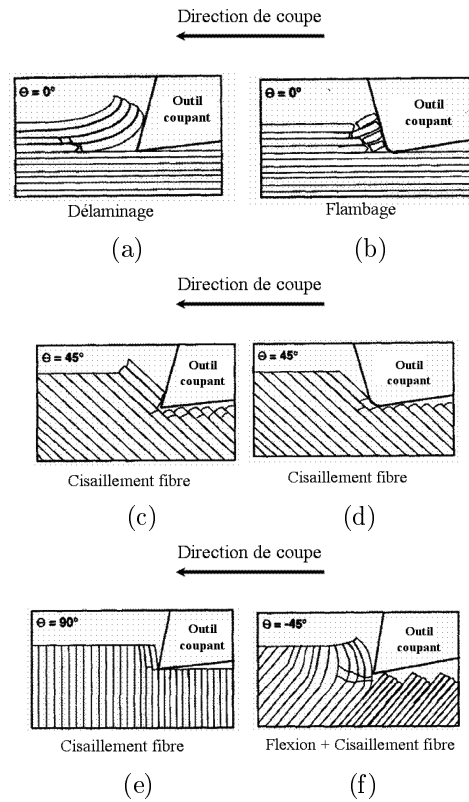 Direction de coupe
Θ = 0°
Outil
coupant
Délaminage
(a)
Θ = 0°
Outil
coupant
Flambage
(b)
Direction de coupe
Θ = 45°
Outil
coupant
Cisaillement fibre
(c)
Θ = 45°
Outil
coupant
Cisaillement fibre
(d)
Direction de coupe
Θ = 90°
Outil
coupant
Cisaillement fibre
(e)
Θ = -45°
Outil
coupant
Flexion + Cisaillement fibre
(f)